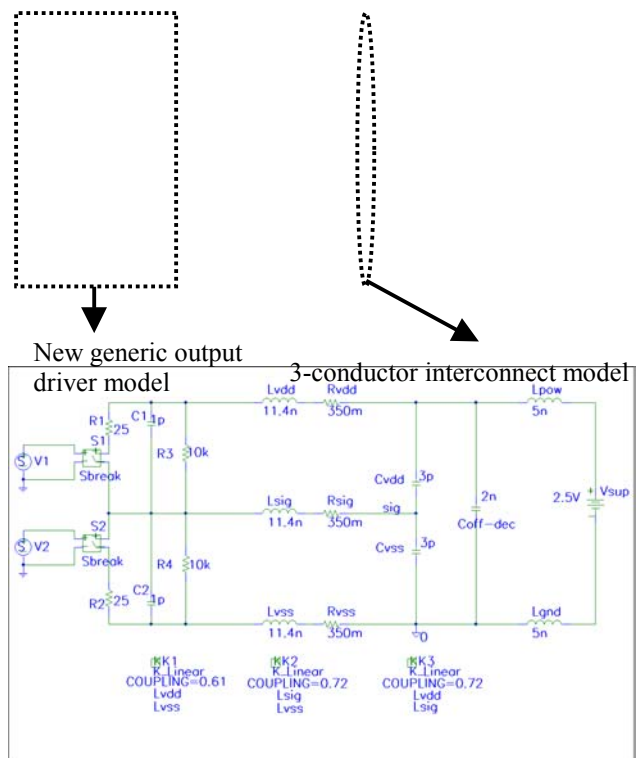 New generic output
driver model
3-conductor interconnect model
Lvdd Rvdd Lpow
11.4n 350m 5n
R1 25 C1 1p
S1
V1
Sbreak
R3 10k
Cvdd 3p
Lsig Rsig sig
11.4n 350m
2n
Coff-dec
2.5V Vsup
S2
V2
Sbreak
R4 10k
Cvss 3p
R2 25 C2 1p
Lvss Rvss Lgnd
11.4n 350m 0 5n
KK1 KK2 KK3
K_Linear K_Linear K_Linear
COUPLING=0.61 COUPLING=0.72 COUPLING=0.72
Lvdd Lsig Lvdd
Lvss Lvss Lsig